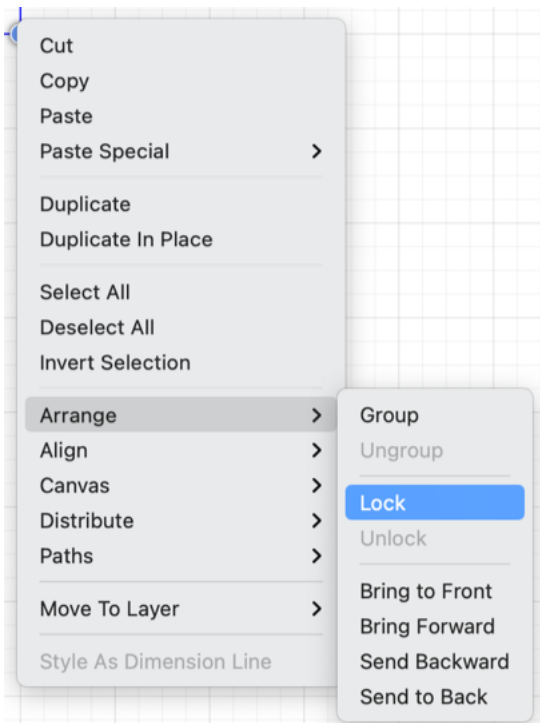 Cut
Copy
Paste
Paste Special
Duplicate
Duplicate In Place
Select All
Deselect All
Invert Selection
Arrange
Align
Canvas
Distribute
Paths
Move To Layer
Style As Dimension Line
Group
Ungroup
Lock
Unlock
Bring to Front
Bring Forward
Send Backward
Send to Back